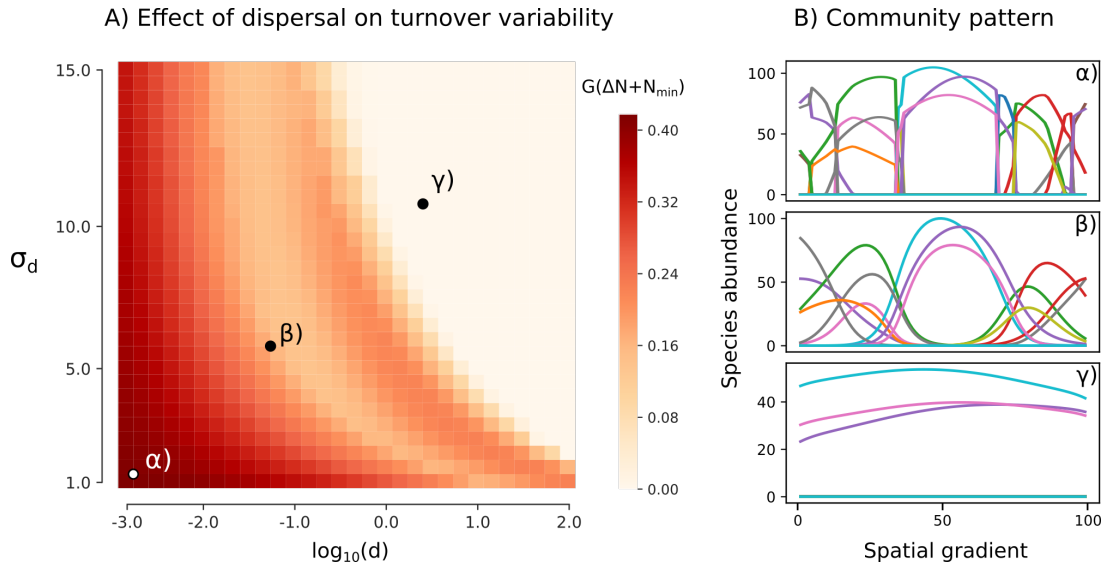 A) Effect of dispersal on turnover variability
B) Community pattern
G(ΔN+Nmin)
15.0
10.0
5.0
1.0
σd
-3.0 -2.0 -1.0 0.0 1.0 2.0
log10(d)
α)
β)
γ)
0.40
0.32
0.24
0.16
0.08
0.00
Species abundance
100
50
0
α)
100
50
0
β)
40
20
0
γ)
0 50 100
Spatial gradient